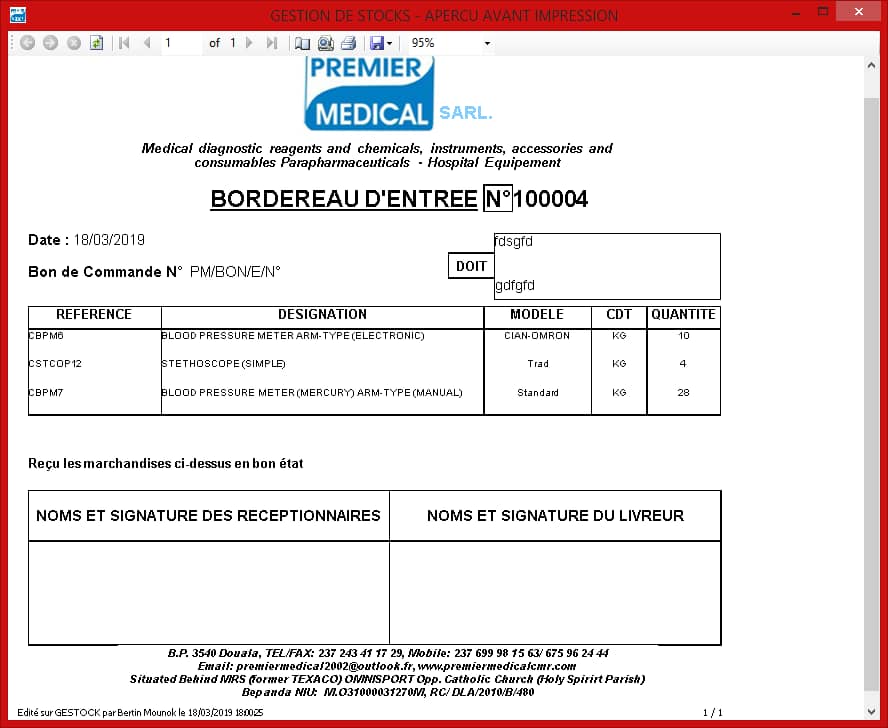 GESTION DE STOCKS - APERCU AVANT IMPRESSION
1 of 1 95%
PREMIER
MEDICAL SARL.
Medical diagnostic reagents and chemicals, instruments, accessories and
consumables Parapharmaceuticals - Hospital Equipement
BORDEREAU D'ENTREE N°100004
Date : 18/03/2019
fdsgfd
Bon de Commande N° PM/BON/E/N°
DOIT
gdfgfd
REFERENCE DESIGNATION MODELE CDT QUANTITE
CBPM6 BLOOD PRESSURE METER ARM-TYPE (ELECTRONIC) CIAN-OMRON KG 10
CSTCOP12 STETHOSCOPE (SIMPLE) Trad KG 4
CBPM7 BLOOD PRESSURE METER (MERCURY) ARM-TYPE (MANUAL) Standard KG 28
Reçu les marchandises ci-dessus en bon état
NOMS ET SIGNATURE DES RECEPTIONNAIRES NOMS ET SIGNATURE DU LIVREUR
B.P. 3540 Douala, TEL/FAX: 237 243 41 17 29, Mobile: 237 699 98 15 63/ 675 96 24 44
Email: premiermedical2002@outlook.fr, www.premiermedicalcmr.com
Situated Behind MRS (former TEXACO) OMNISPORT Opp. Catholic Church (Holy Spirirt Parish)
Bepanda NIU: M.O31000031270M, RC/ DLA/2010/B/480
Edité sur GESTOCK par Bertin Mounok le 18/03/2019 18:00:25 1 / 1